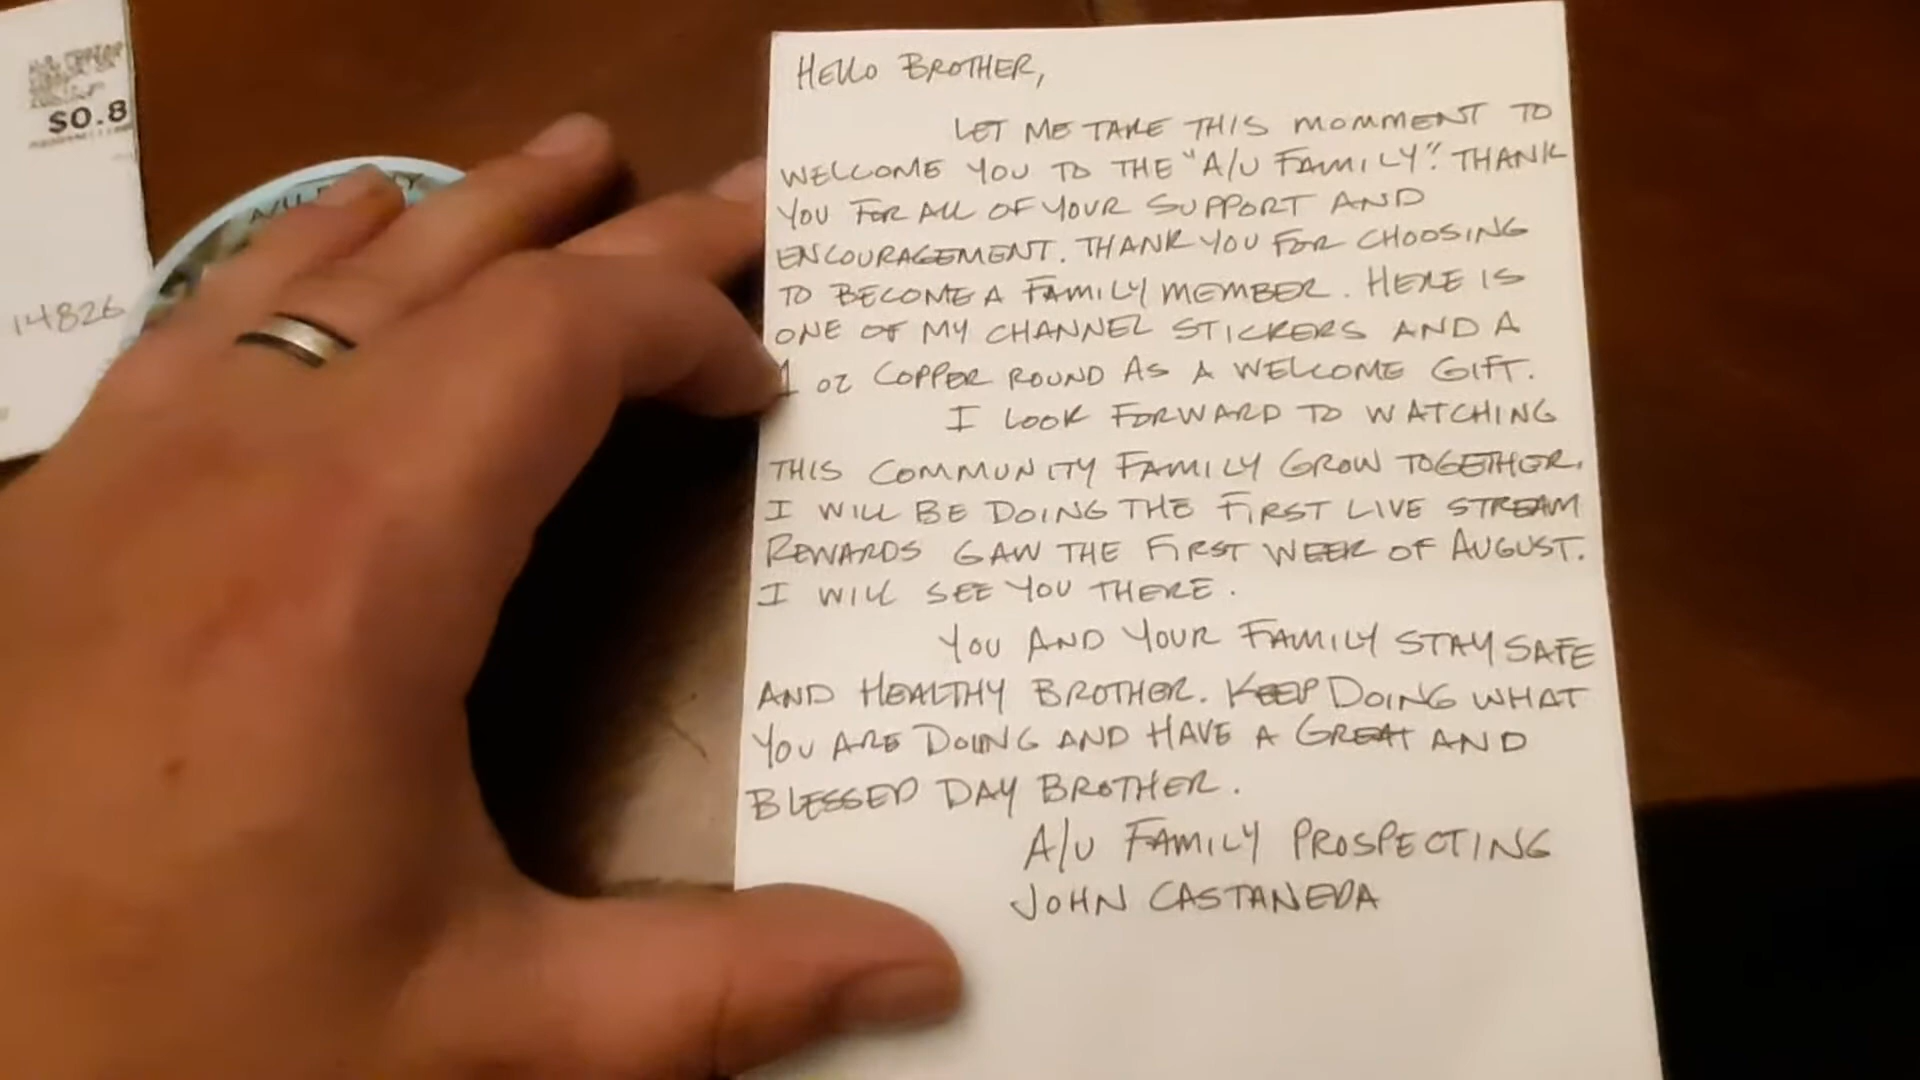 $0.8
14826
A/U
HELLO BROTHER,
LET ME TAKE THIS MOMMENT TO
WELCOME YOU TO THE "A/U FAMILY". THANK
YOU FOR ALL OF YOUR SUPPORT AND
ENCOURAGEMENT. THANK YOU FOR CHOOSING
TO BECOME A FAMILY MEMBER. HERE IS
ONE OF MY CHANNEL STICKERS AND A
1 OZ COPPER ROUND AS A WELCOME GIFT.
I LOOK FORWARD TO WATCHING
THIS COMMUNITY FAMILY GROW TOGETHER.
I WILL BE DOING THE FIRST LIVE STREAM
REWARDS GAW THE FIRST WEEK OF AUGUST.
I WILL SEE YOU THERE.
YOU AND YOUR FAMILY STAY SAFE
AND HEALTHY BROTHER. KEEP DOING WHAT
YOU ARE DOING AND HAVE A GREAT AND
BLESSED DAY BROTHER.
A/U FAMILY PROSPECTING
JOHN CASTANEDA